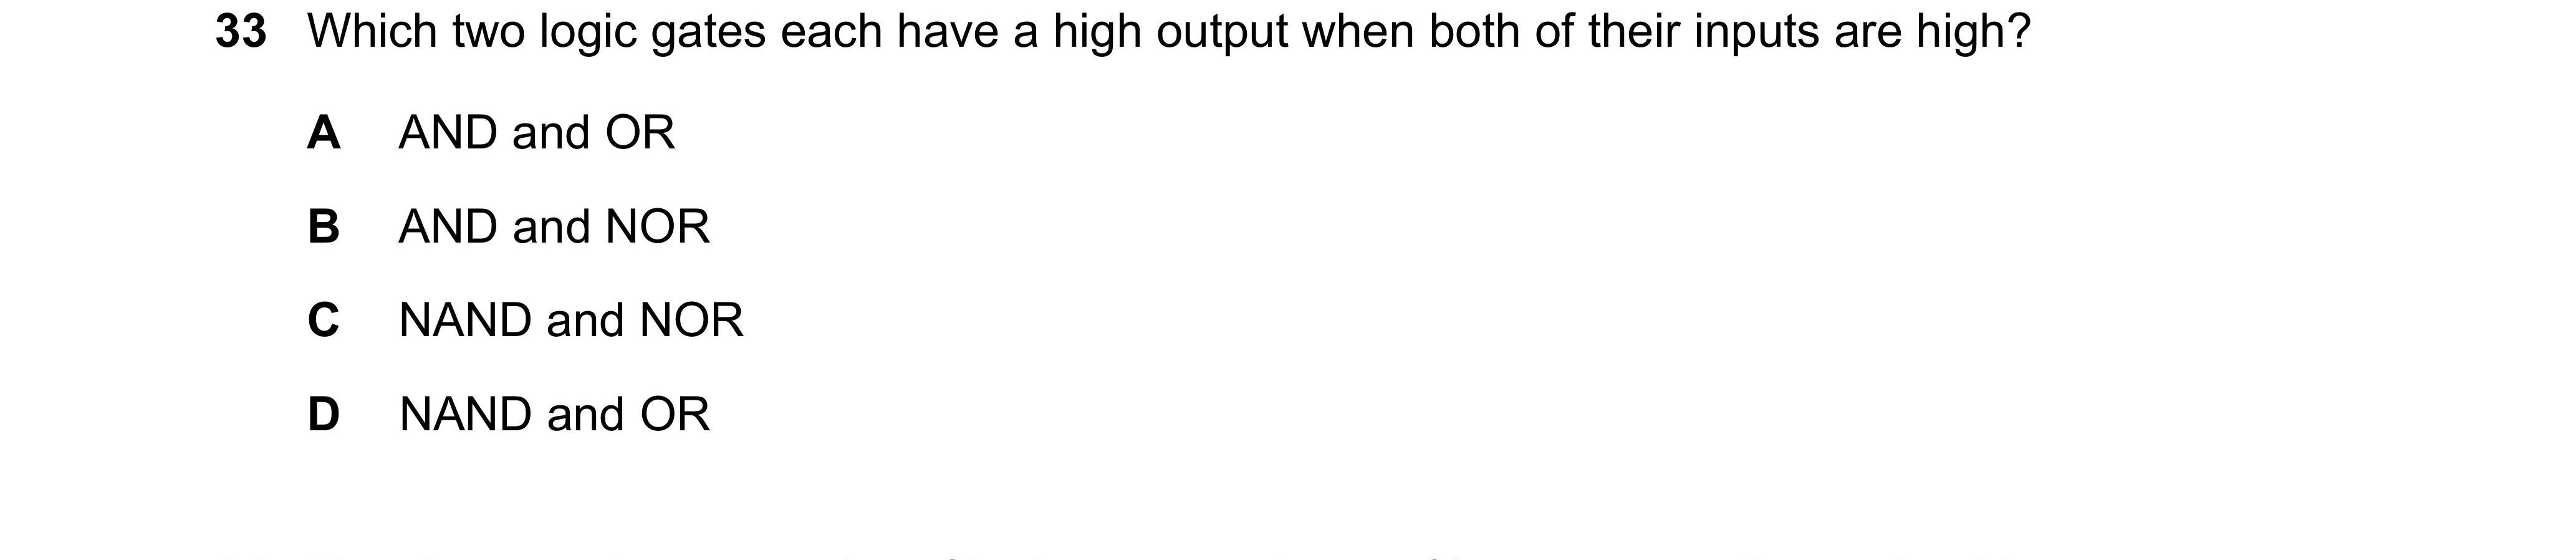 33 Which two logic gates each have a high output when both of their inputs are high?
A AND and OR
B AND and NOR
C NAND and NOR
D NAND and OR